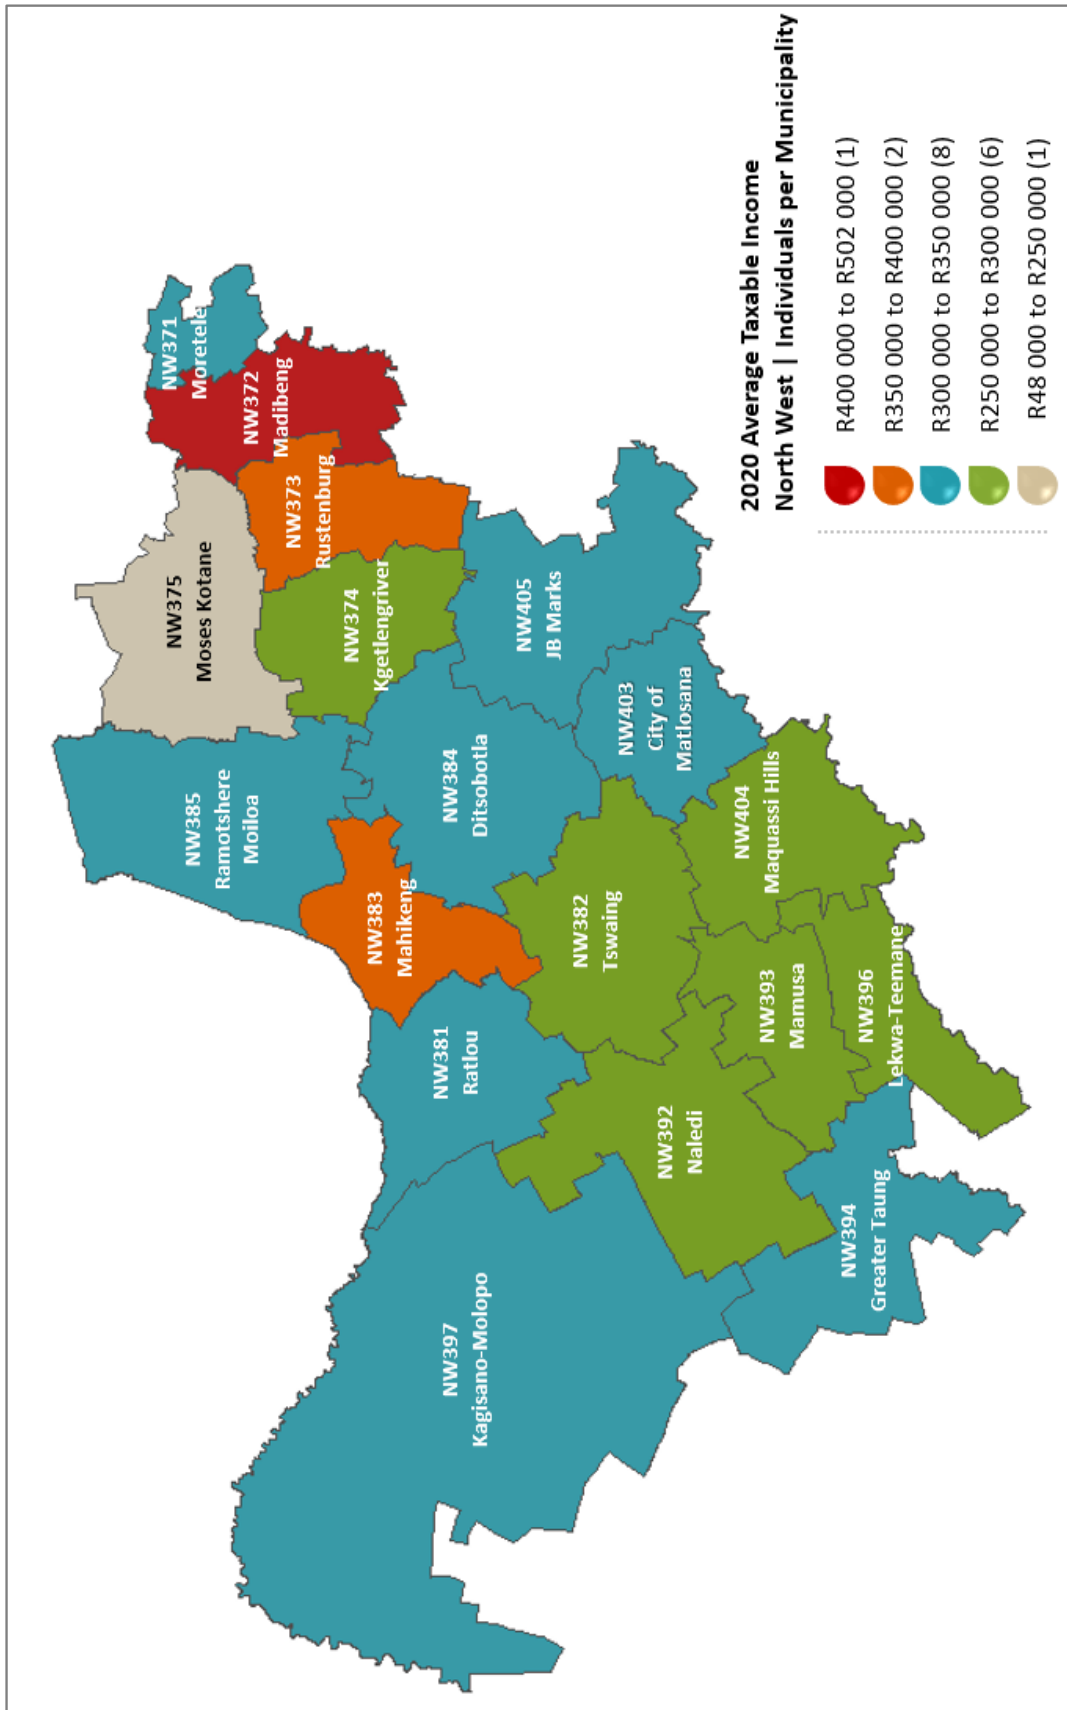 NW371
Moretele
NW372
Madibeng
NW373
Rustenburg
NW375
Moses Kotane
NW374
Kgetlengriver
NW405
JB Marks
NW403
City of
Matlosana
NW385
Ramotshere
Moiloa
NW384
Ditsobotla
NW404
Maquassi Hills
NW383
Mahikeng
NW382
Tswaing
NW393
Mamusa
NW396
Lekwa-Teemane
NW381
Ratlou
NW392
Naledi
NW394
Greater Taung
NW397
Kagisano-Molopo
2020 Average Taxable Income
North West | Individuals per Municipality
R400 000 to R502 000 (1)
R350 000 to R400 000 (2)
R300 000 to R350 000 (8)
R250 000 to R300 000 (6)
R48 000 to R250 000 (1)